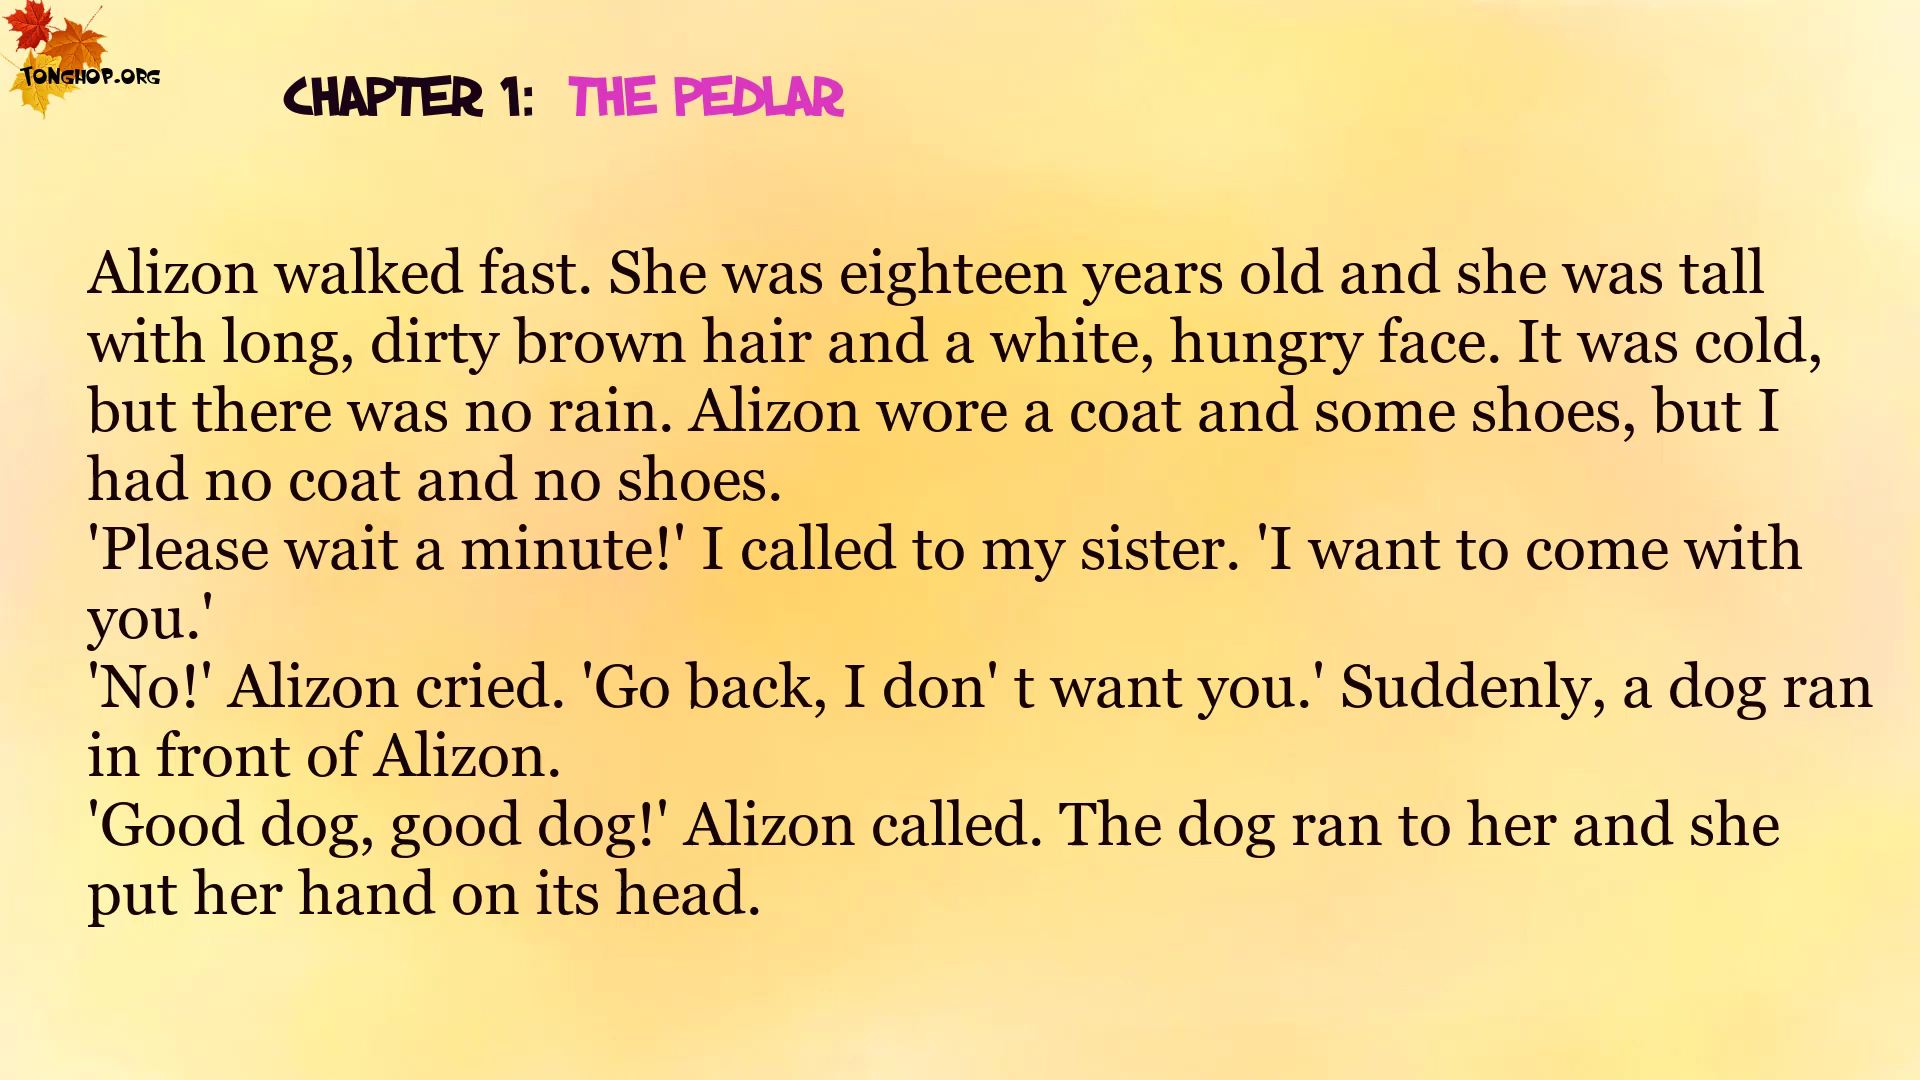 Tonghop.org
CHAPTER 1: THE PEDLAR
Alizon walked fast. She was eighteen years old and she was tall
with long, dirty brown hair and a white, hungry face. It was cold,
but there was no rain. Alizon wore a coat and some shoes, but I
had no coat and no shoes.
'Please wait a minute!' I called to my sister. 'I want to come with
you.'
'No!' Alizon cried. 'Go back, I don' t want you.' Suddenly, a dog ran
in front of Alizon.
'Good dog, good dog!' Alizon called. The dog ran to her and she
put her hand on its head.